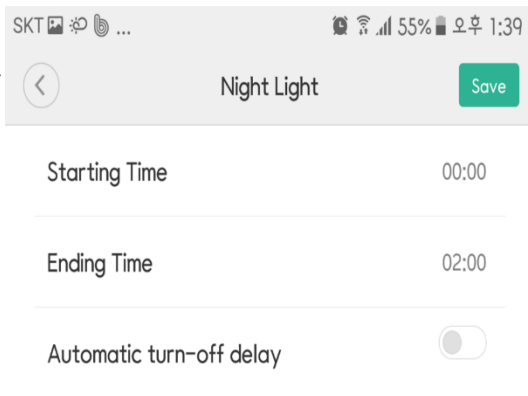 SKT ... 55% 오후 1:39
Night Light Save
Starting Time 00:00
Ending Time 02:00
Automatic turn-off delay